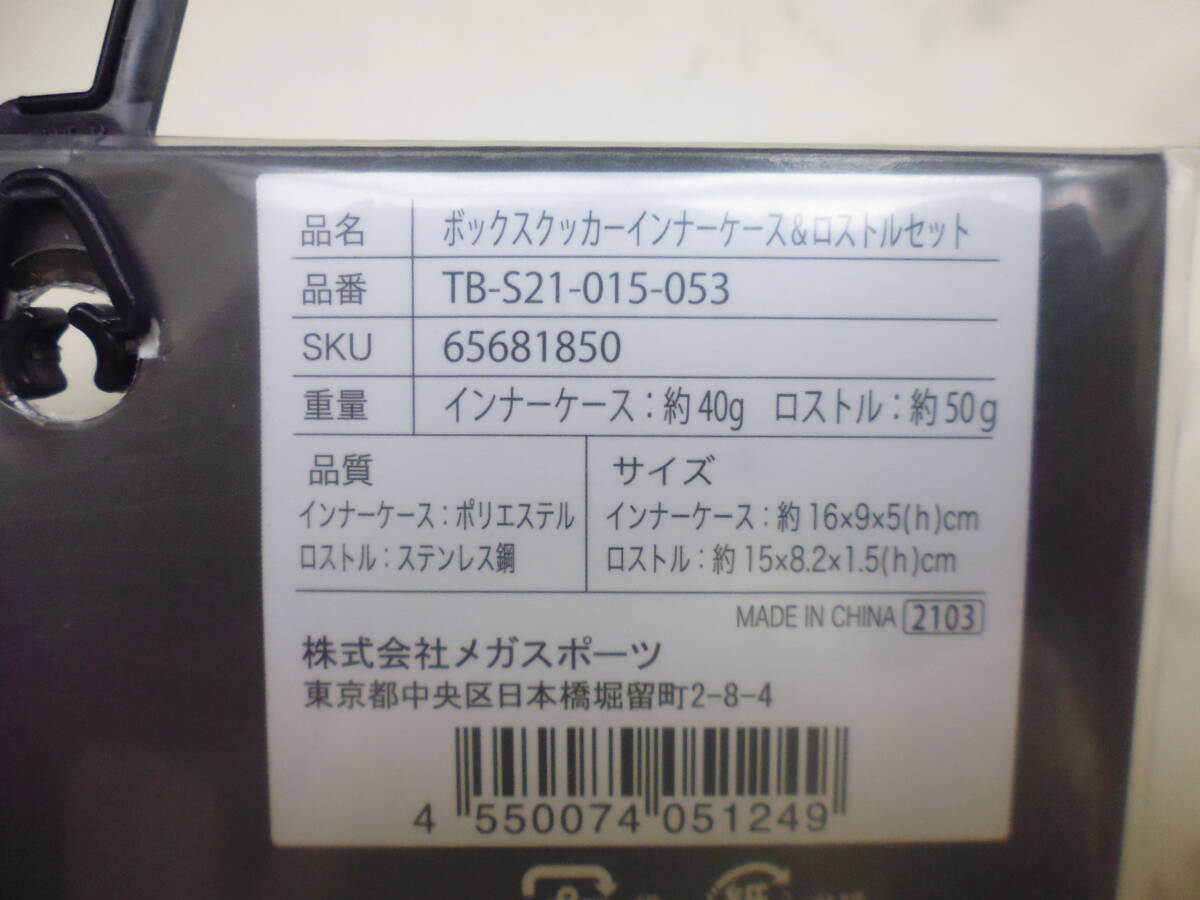 品名 ボックスクッカーインナーケース&ロストルセット
品番 TB-S21-015-053
SKU 65681850
重量 インナーケース：約40g ロストル：約50g
品質
インナーケース：ポリエステル
ロストル：ステンレス鋼
サイズ
インナーケース：約16×9×5(h)cm
ロストル：約15×8.2×1.5(h)cm
MADE IN CHINA 2103
株式会社メガスポーツ
東京都中央区日本橋堀留町2-8-4
4 550074 051249